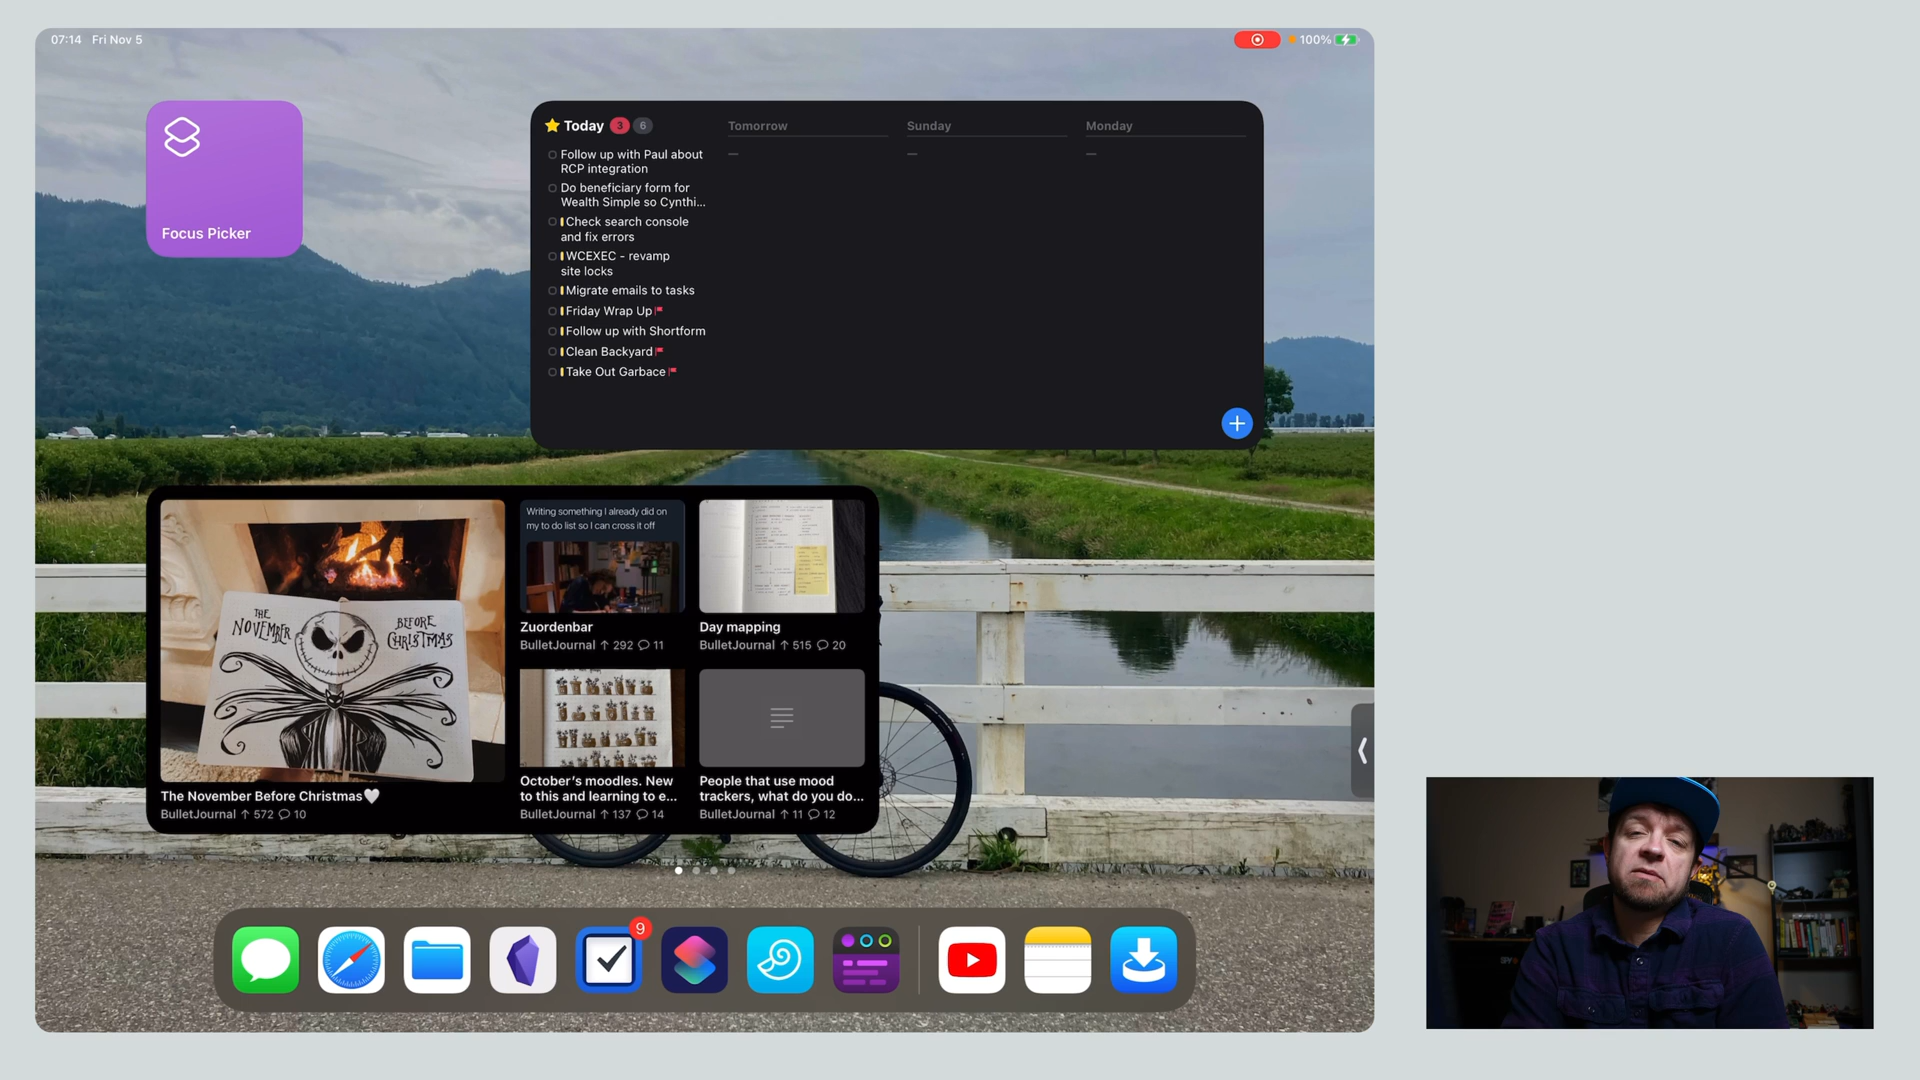 07:14 Fri Nov 5
100%
Focus Picker
Today 3 6
Follow up with Paul about
RCP integration
Do beneficiary form for
Wealth Simple so Cynthi...
Check search console
and fix errors
WCEXEC - revamp
site locks
Migrate emails to tasks
Friday Wrap Up
Follow up with Shortform
Clean Backyard
Take Out Garbace
Tomorrow
—
Sunday
—
Monday
—
THE NOVEMBER
BEFORE CHRISTMAS
The November Before Christmas🤍
BulletJournal ↑ 572 10
Writing something I already did on
my to do list so I can cross it off
Zuordenbar
BulletJournal ↑ 292 11
Day mapping
BulletJournal ↑ 515 20
October's moodles. New
to this and learning to e...
BulletJournal ↑ 137 14
People that use mood
trackers, what do you do...
BulletJournal ↑ 11 12
9